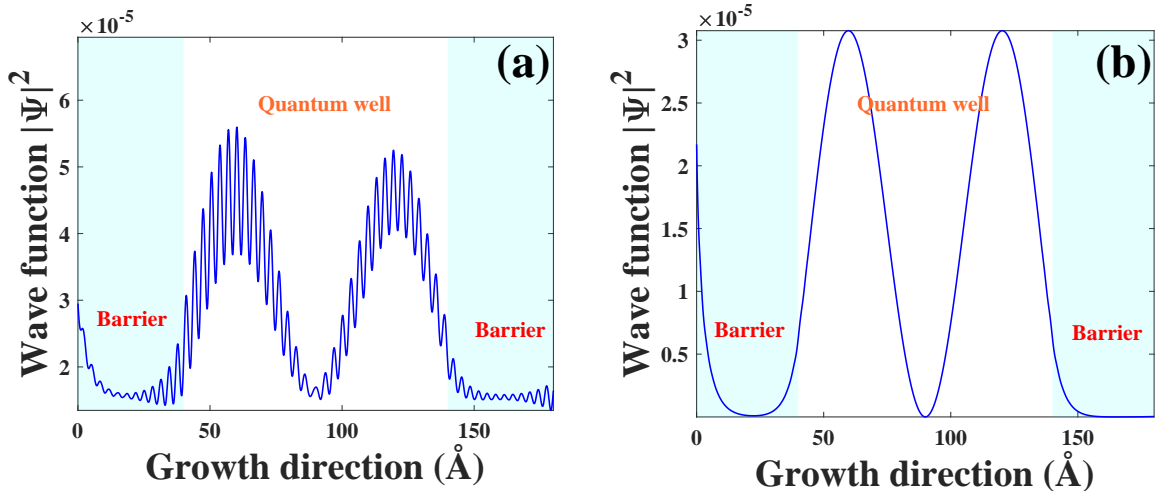 ×10⁻⁵
(a)
Quantum well
Barrier
Barrier
Wave function |Ψ|²
6
5
4
3
2
0
50
100
150
Growth direction (Å)
×10⁻⁵
(b)
Quantum well
Barrier
Barrier
Wave function |Ψ|²
3
2.5
2
1.5
1
0.5
0
50
100
150
Growth direction (Å)